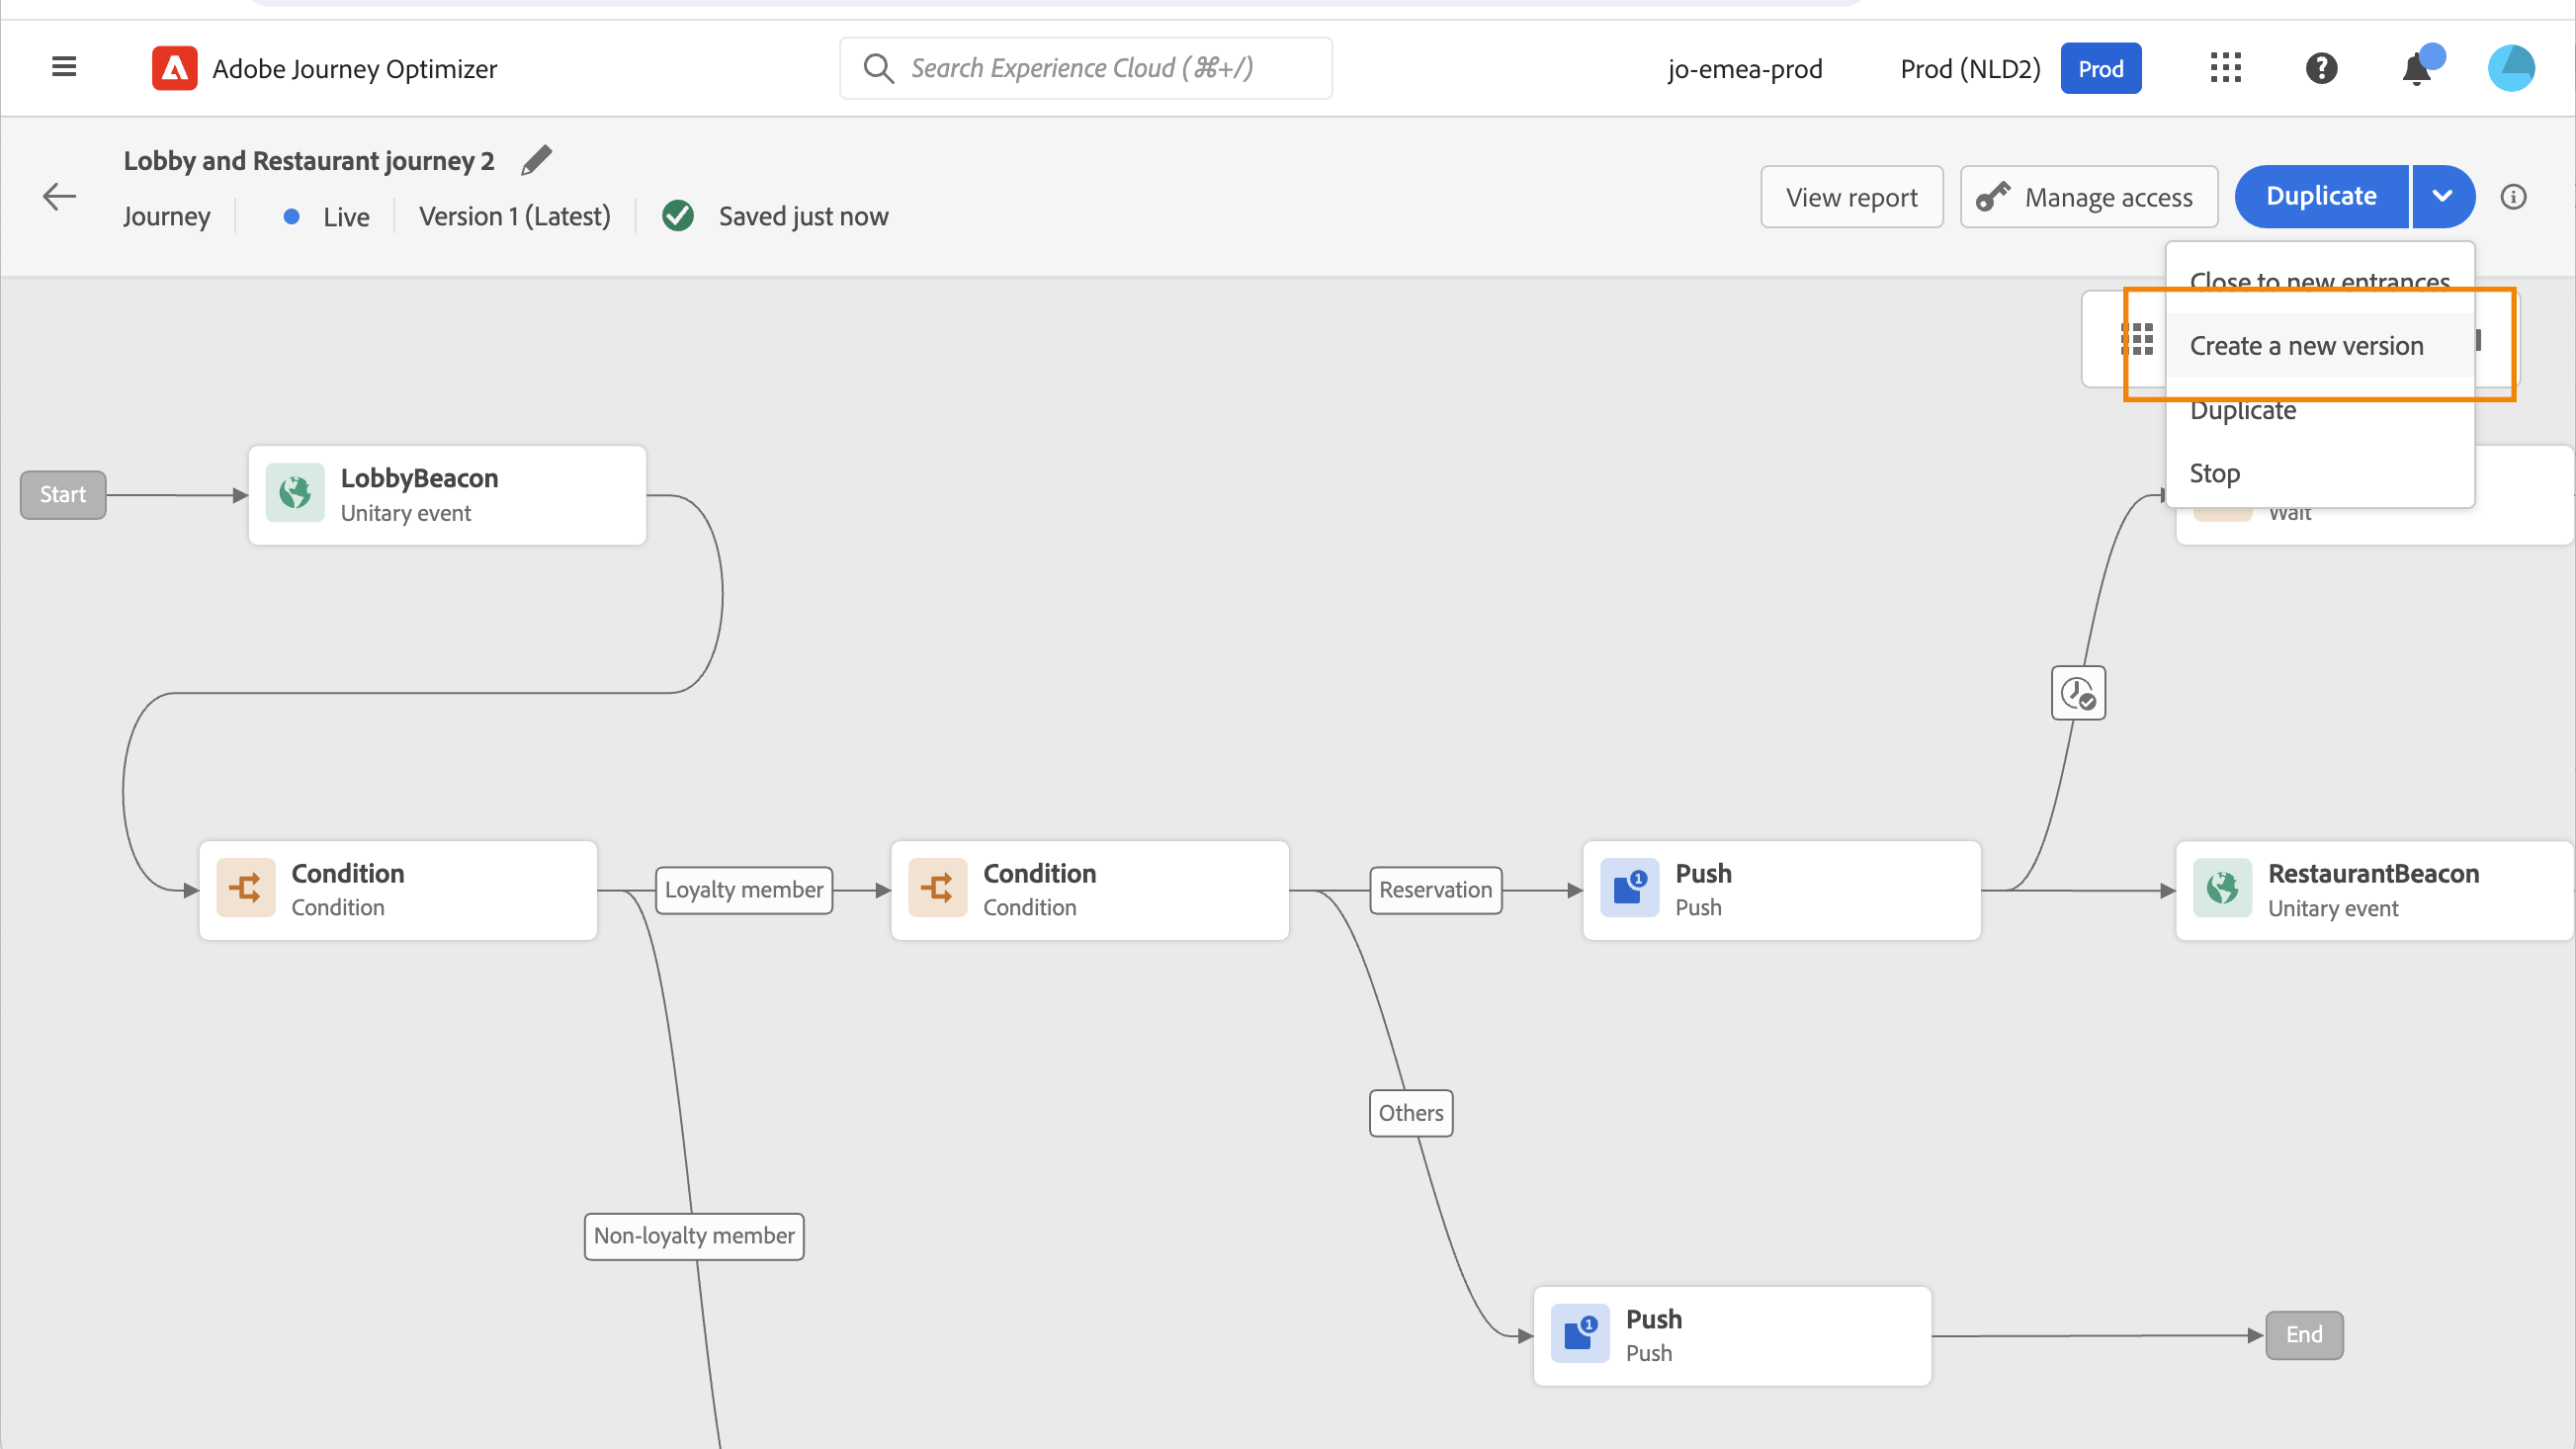 Adobe Journey Optimizer
Search Experience Cloud (⌘+/)
jo-emea-prod
Prod (NLD2)
Prod
Lobby and Restaurant journey 2
Journey
Live
Version 1 (Latest)
Saved just now
View report
Manage access
Duplicate
Close to new entrances
Create a new version
Duplicate
Stop
Start
LobbyBeacon
Unitary event
Wait
Condition
Condition
Loyalty member
Condition
Condition
Reservation
Push
Push
RestaurantBeacon
Unitary event
Others
Non-loyalty member
Push
Push
End